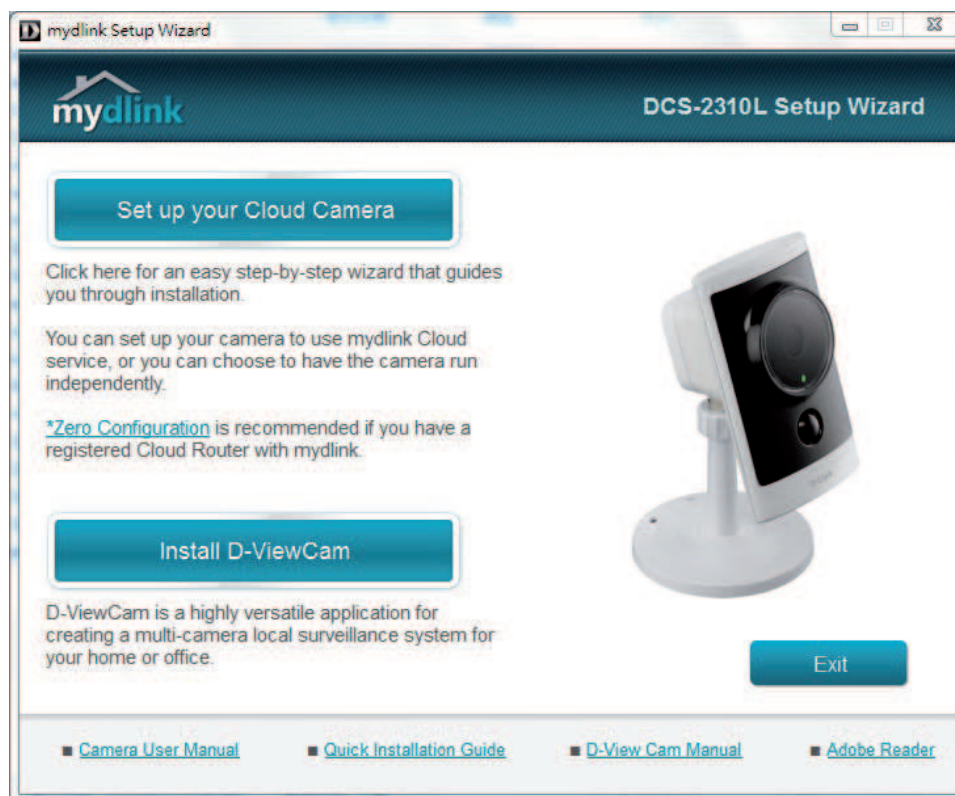 mydlink Setup Wizard
mydlink
DCS-2310L Setup Wizard
Set up your Cloud Camera
Click here for an easy step-by-step wizard that guides
you through installation.
You can set up your camera to use mydlink Cloud
service, or you can choose to have the camera run
independently.
*Zero Configuration is recommended if you have a
registered Cloud Router with mydlink.
Install D-ViewCam
D-ViewCam is a highly versatile application for
creating a multi-camera local surveillance system for
your home or office.
Exit
Camera User Manual
Quick Installation Guide
D-View Cam Manual
Adobe Reader